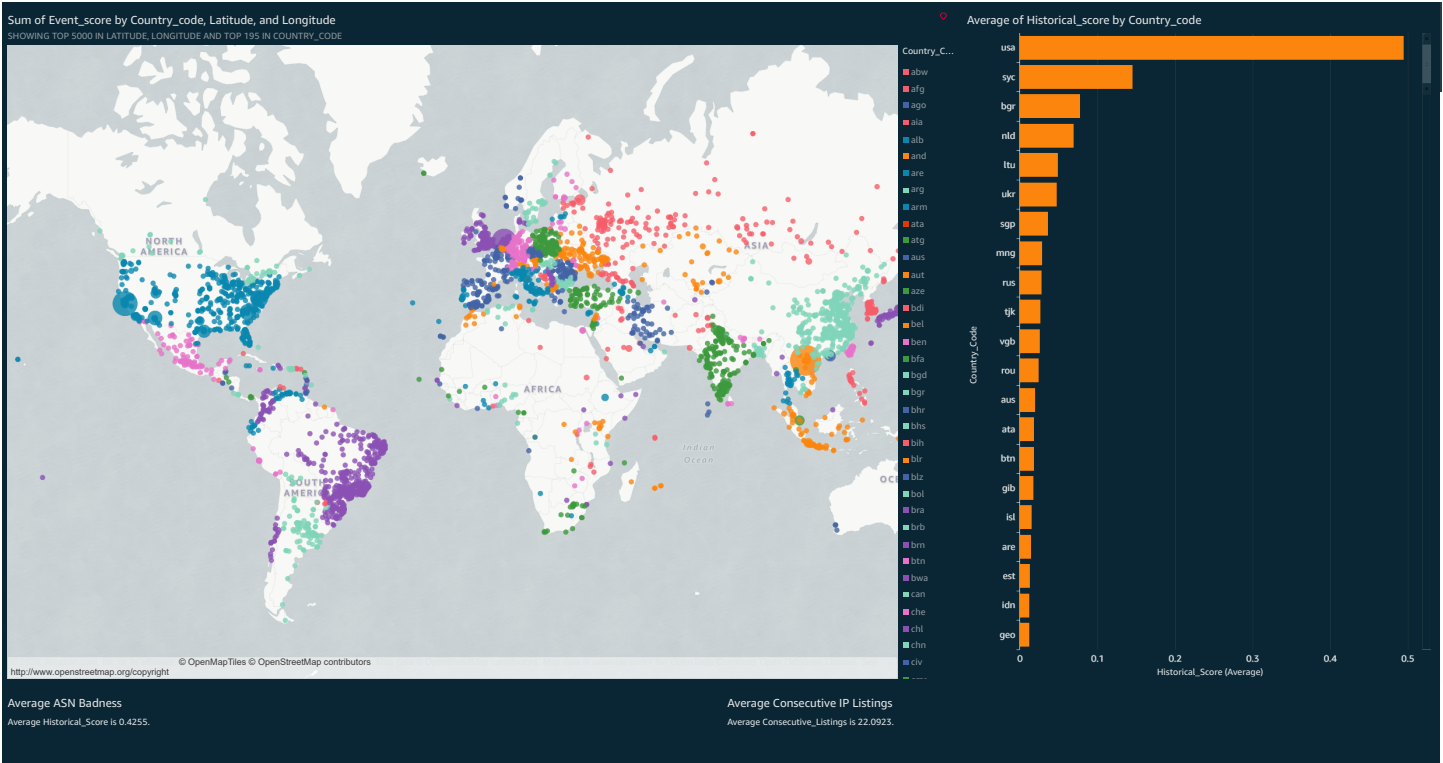 Sum of Event_score by Country_code, Latitude, and Longitude
SHOWING TOP 5000 IN LATITUDE, LONGITUDE AND TOP 195 IN COUNTRY_CODE
NORTH
AMERICA
SOUTH
AFRICA
ASIA
Indian
Ocean
© OpenMapTiles © OpenStreetMap contributors
http://www.openstreetmap.org/copyright
Country_C...
abw
afg
ago
aia
alb
and
are
arg
arm
ata
atg
aus
aut
aze
bdi
bel
ben
bfa
bgd
bgr
bhr
bhs
bih
blr
blz
bol
bra
brb
brn
btn
bwa
can
che
chl
chn
civ
Average of Historical_score by Country_code
Country_Code
usa
syc
bgr
nld
ltu
ukr
sgp
mng
rus
tjk
vgb
rou
aus
ata
btn
gib
isl
are
est
idn
geo
0 0.1 0.2 0.3 0.4 0.5
Historical_Score (Average)
Average ASN Badness
Average Historical_Score is 0.4255.
Average Consecutive IP Listings
Average Consecutive_Listings is 22.0923.